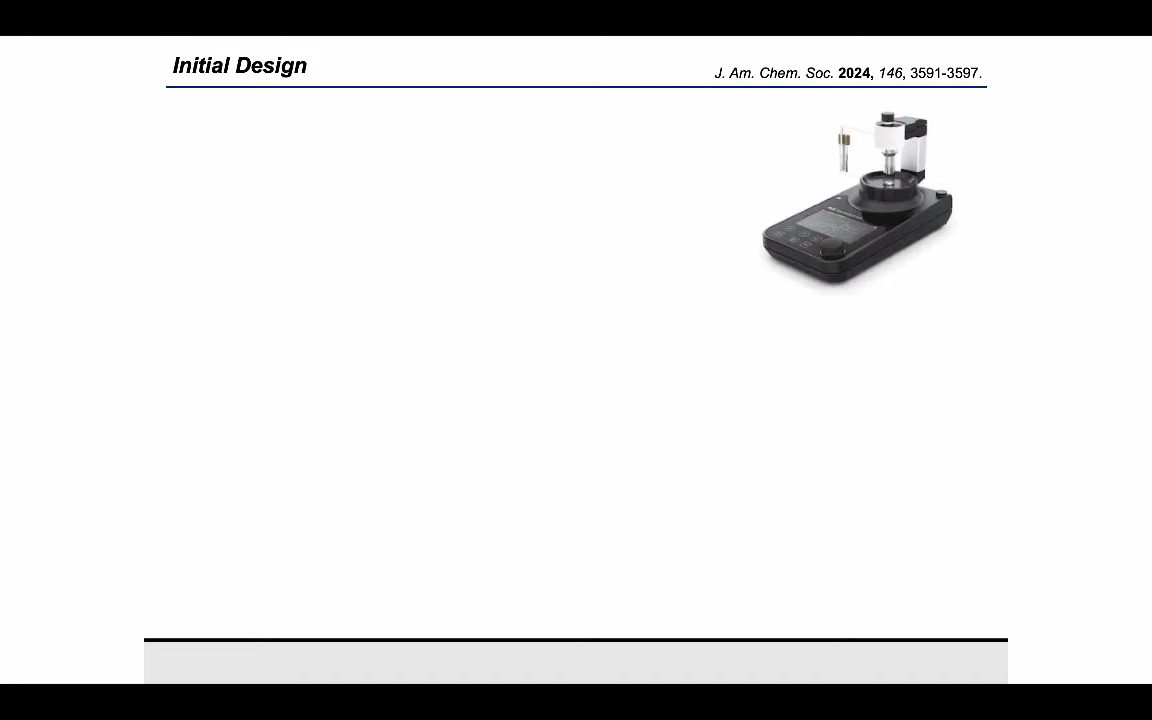 Initial Design
J. Am. Chem. Soc. 2024, 146, 3591-3597.